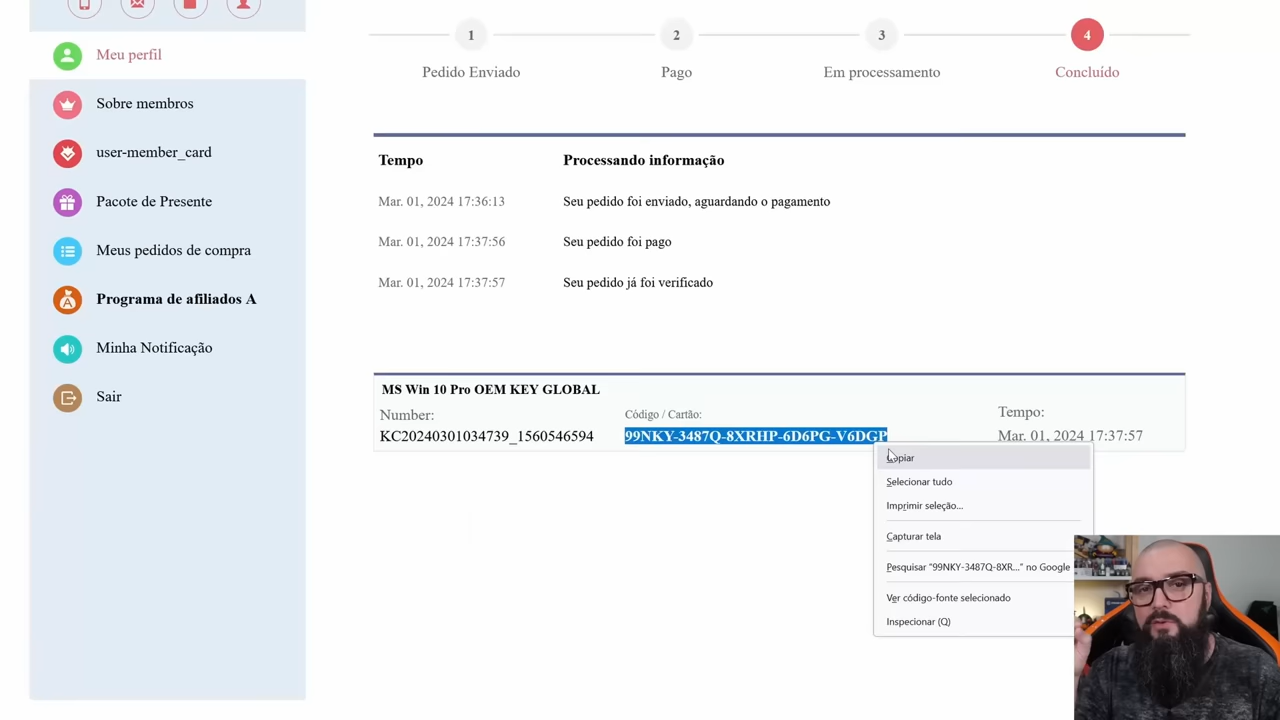 Meu perfil
Sobre membros
user-member_card
Pacote de Presente
Meus pedidos de compra
Programa de afiliados A
Minha Notificação
Sair
1
2
3
4
Pedido Enviado
Pago
Em processamento
Concluído
Tempo
Processando informação
Mar. 01, 2024 17:36:13
Seu pedido foi enviado, aguardando o pagamento
Mar. 01, 2024 17:37:56
Seu pedido foi pago
Mar. 01, 2024 17:37:57
Seu pedido já foi verificado
MS Win 10 Pro OEM KEY GLOBAL
Number:
Código / Cartão:
Tempo:
KC20240301034739_1560546594
99NKY-3487Q-8XRHP-6D6PG-V6DGP
Mar. 01, 2024 17:37:57
Copiar
Selecionar tudo
Imprimir seleção...
Capturar tela
Pesquisar "99NKY-3487Q-8XR..." no Google
Ver código-fonte selecionado
Inspecionar (Q)